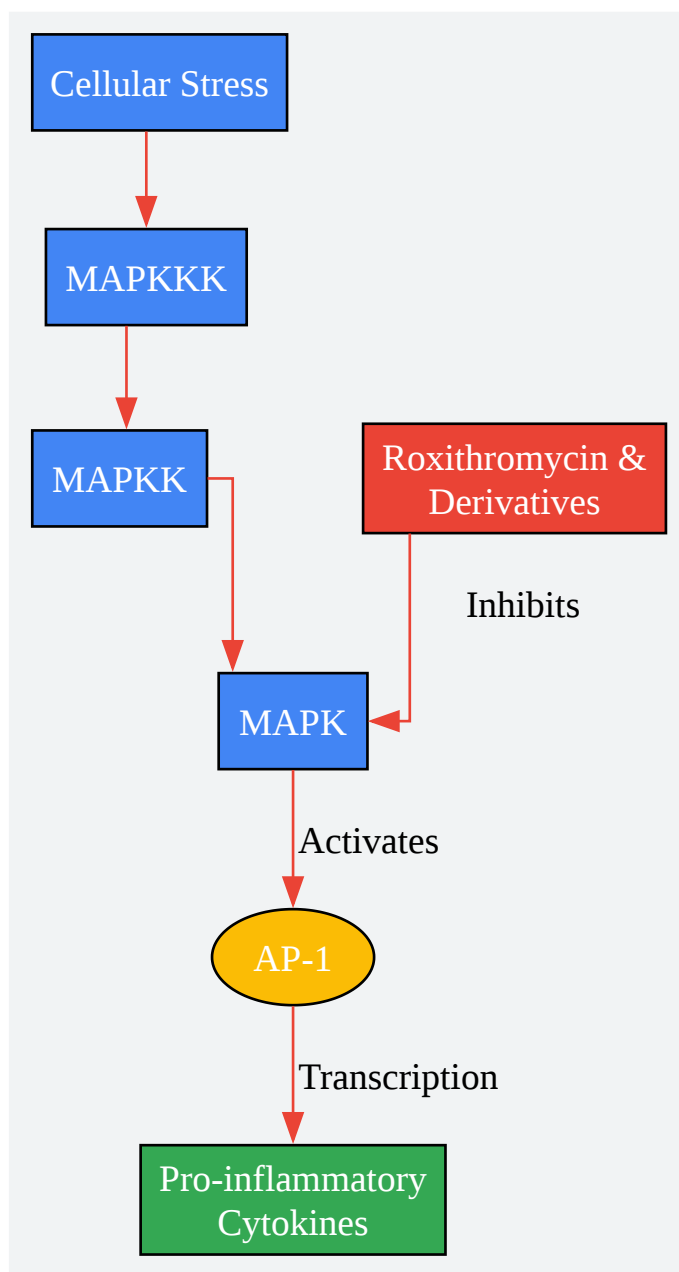 Cellular Stress
MAPKKK
MAPKK
Roxithromycin &
Derivatives
Inhibits
MAPK
Activates
AP-1
Transcription
Pro-inflammatory
Cytokines